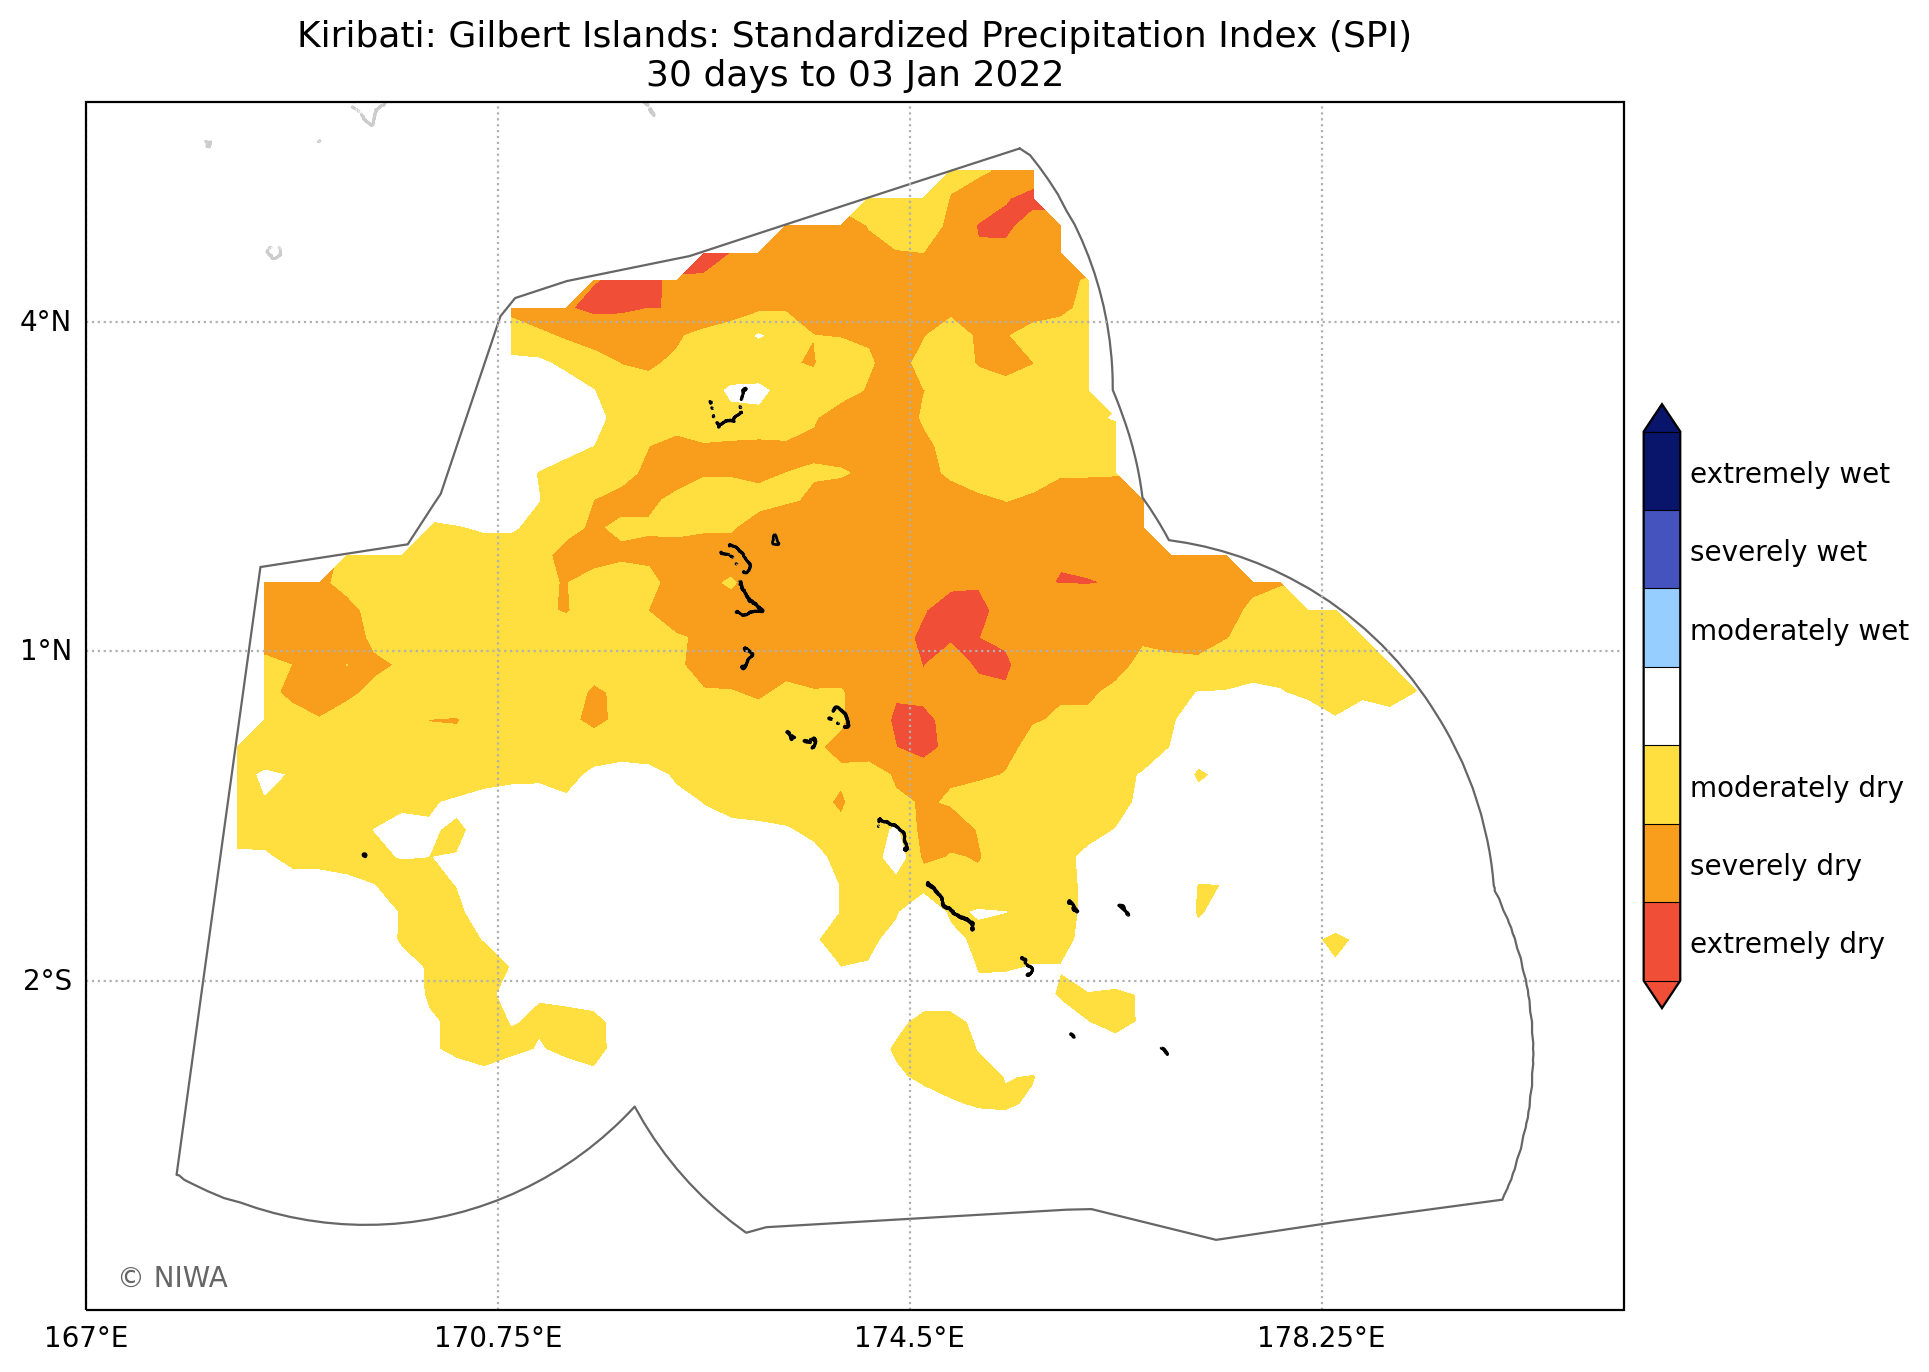 Kiribati: Gilbert Islands: Standardized Precipitation Index (SPI)
30 days to 03 Jan 2022
4°N
1°N
2°S
extremely wet
severely wet
moderately wet
moderately dry
severely dry
extremely dry
© NIWA
167°E
170.75°E
174.5°E
178.25°E